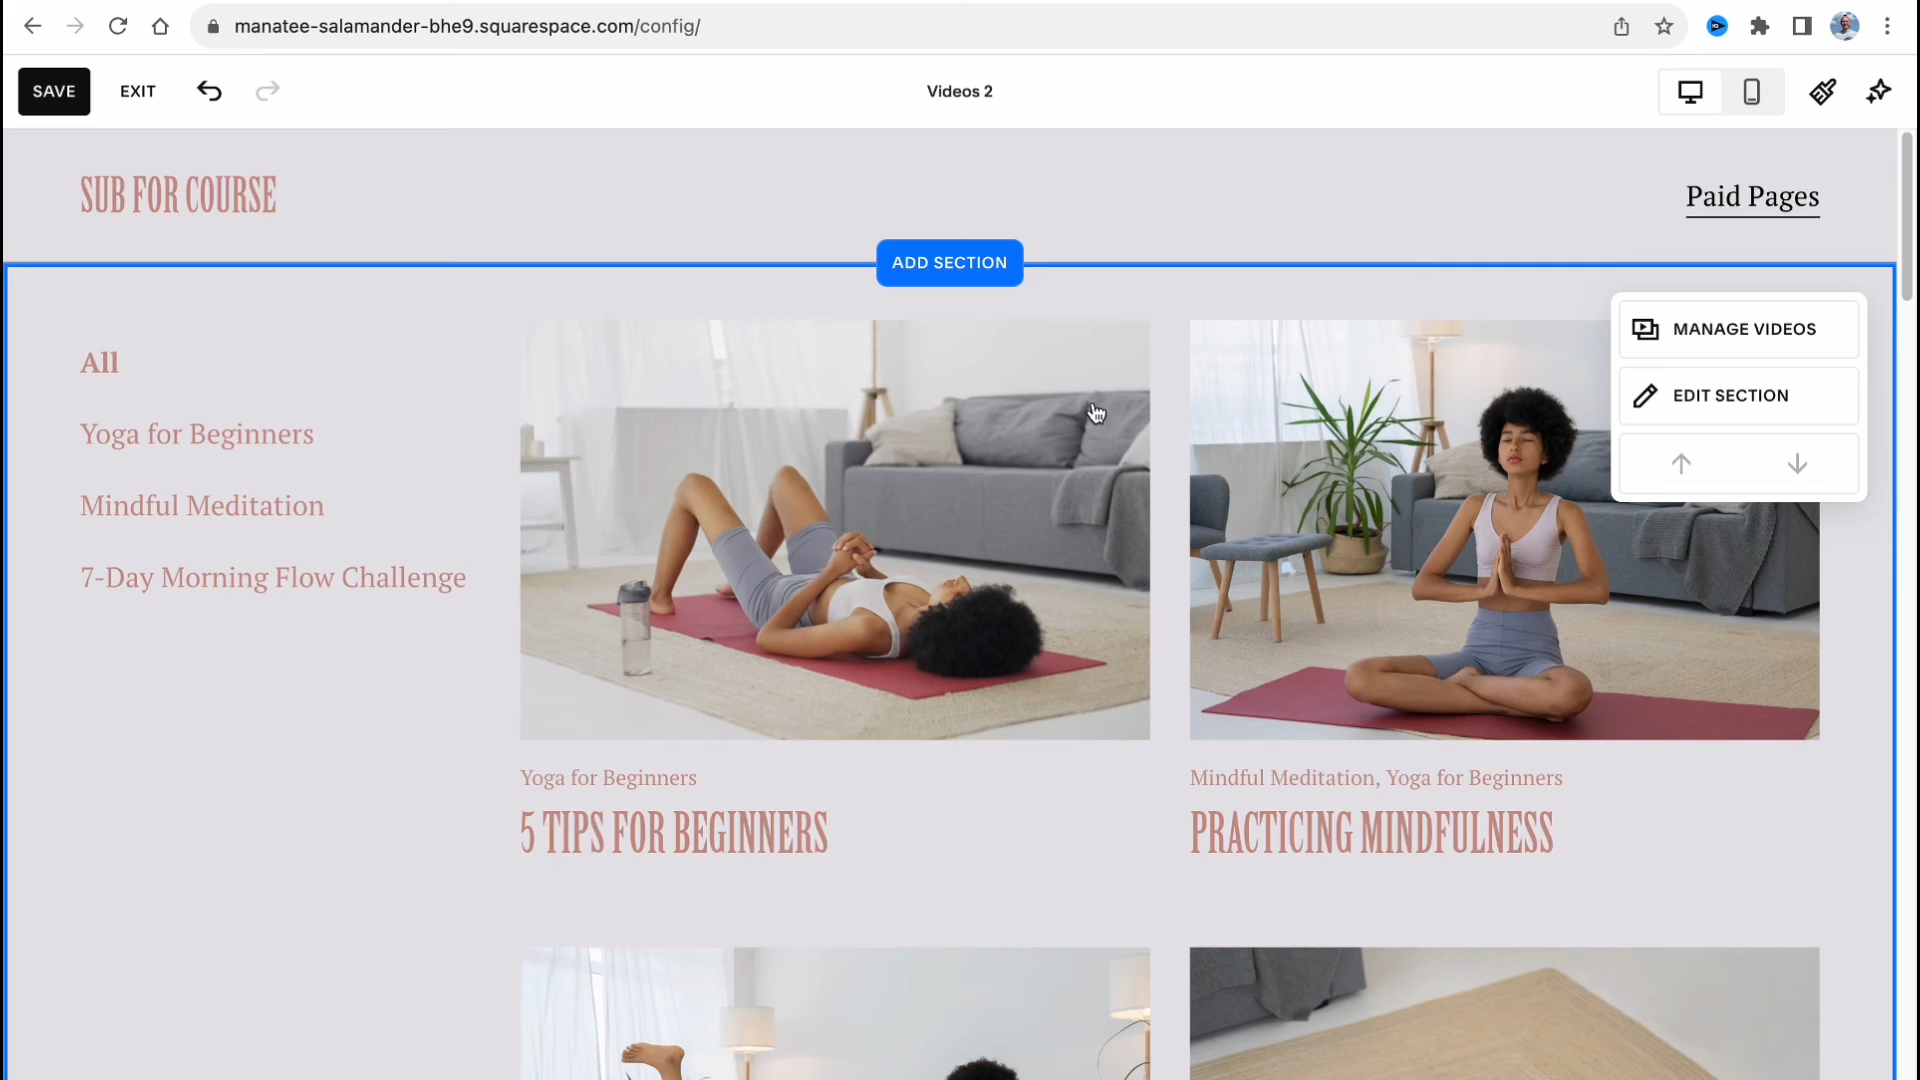 manatee-salamander-bhe9.squarespace.com/config/
SAVE
EXIT
Videos 2
SUB FOR COURSE
Paid Pages
ADD SECTION
MANAGE VIDEOS
EDIT SECTION
All
Yoga for Beginners
Mindful Meditation
7-Day Morning Flow Challenge
Yoga for Beginners
5 TIPS FOR BEGINNERS
Mindful Meditation, Yoga for Beginners
PRACTICING MINDFULNESS